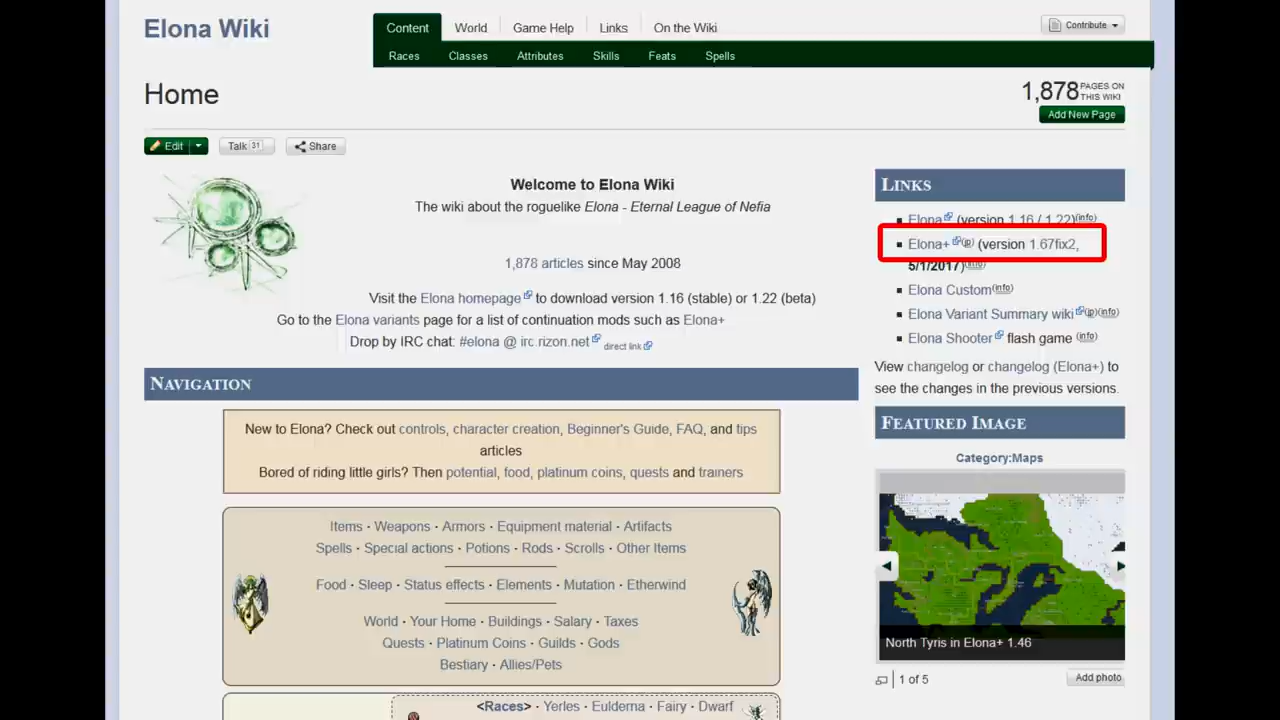 Elona Wiki
Content World Game Help Links On the Wiki
Contribute
Races Classes Attributes Skills Feats Spells
Home
1,878 PAGES ON THIS WIKI
Add New Page
Edit Talk 31 Share
Welcome to Elona Wiki
The wiki about the roguelike Elona - Eternal League of Nefia
1,878 articles since May 2008
Visit the Elona homepage to download version 1.16 (stable) or 1.22 (beta)
Go to the Elona variants page for a list of continuation mods such as Elona+
Drop by IRC chat: #elona @ irc.rizon.net direct link
NAVIGATION
New to Elona? Check out controls, character creation, Beginner's Guide, FAQ, and tips
articles
Bored of riding little girls? Then potential, food, platinum coins, quests and trainers
Items · Weapons · Armors · Equipment material · Artifacts
Spells · Special actions · Potions · Rods · Scrolls · Other Items
Food · Sleep · Status effects · Elements · Mutation · Etherwind
World · Your Home · Buildings · Salary · Taxes
Quests · Platinum Coins · Guilds · Gods
Bestiary · Allies/Pets
<Races> · Yerles · Eulderna · Fairy · Dwarf
LINKS
Elona (version 1.16 / 1.22)(info)
Elona+ (jp) (version 1.67fix2,
5/1/2017)(info)
Elona Custom(info)
Elona Variant Summary wiki (jp)(info)
Elona Shooter flash game (info)
View changelog or changelog (Elona+) to
see the changes in the previous versions.
FEATURED IMAGE
Category:Maps
North Tyris in Elona+ 1.46
1 of 5
Add photo